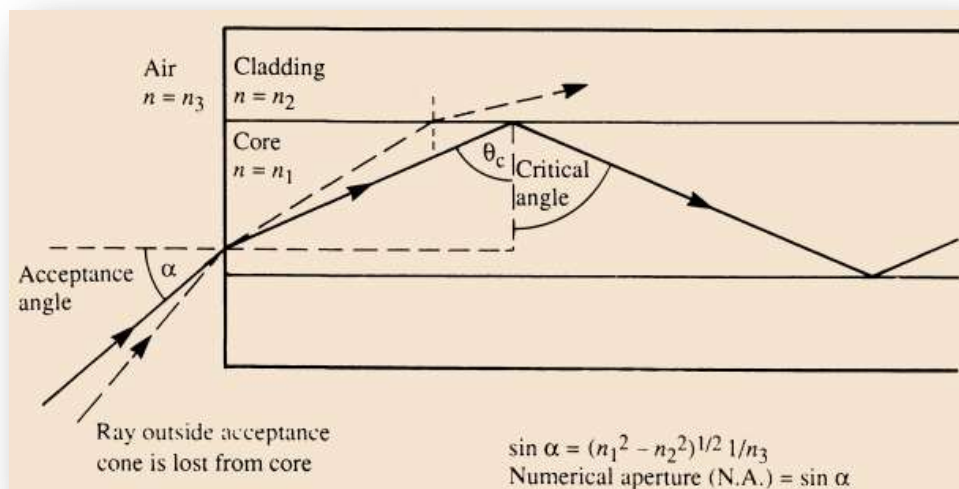 Air
n = n₃
Cladding
n = n₂
Core
n = n₁
θc
Critical
angle
Acceptance
angle
α
Ray outside acceptance
cone is lost from core
sin α = (n₁² − n₂²)¹/² 1/n₃
Numerical aperture (N.A.) = sin α